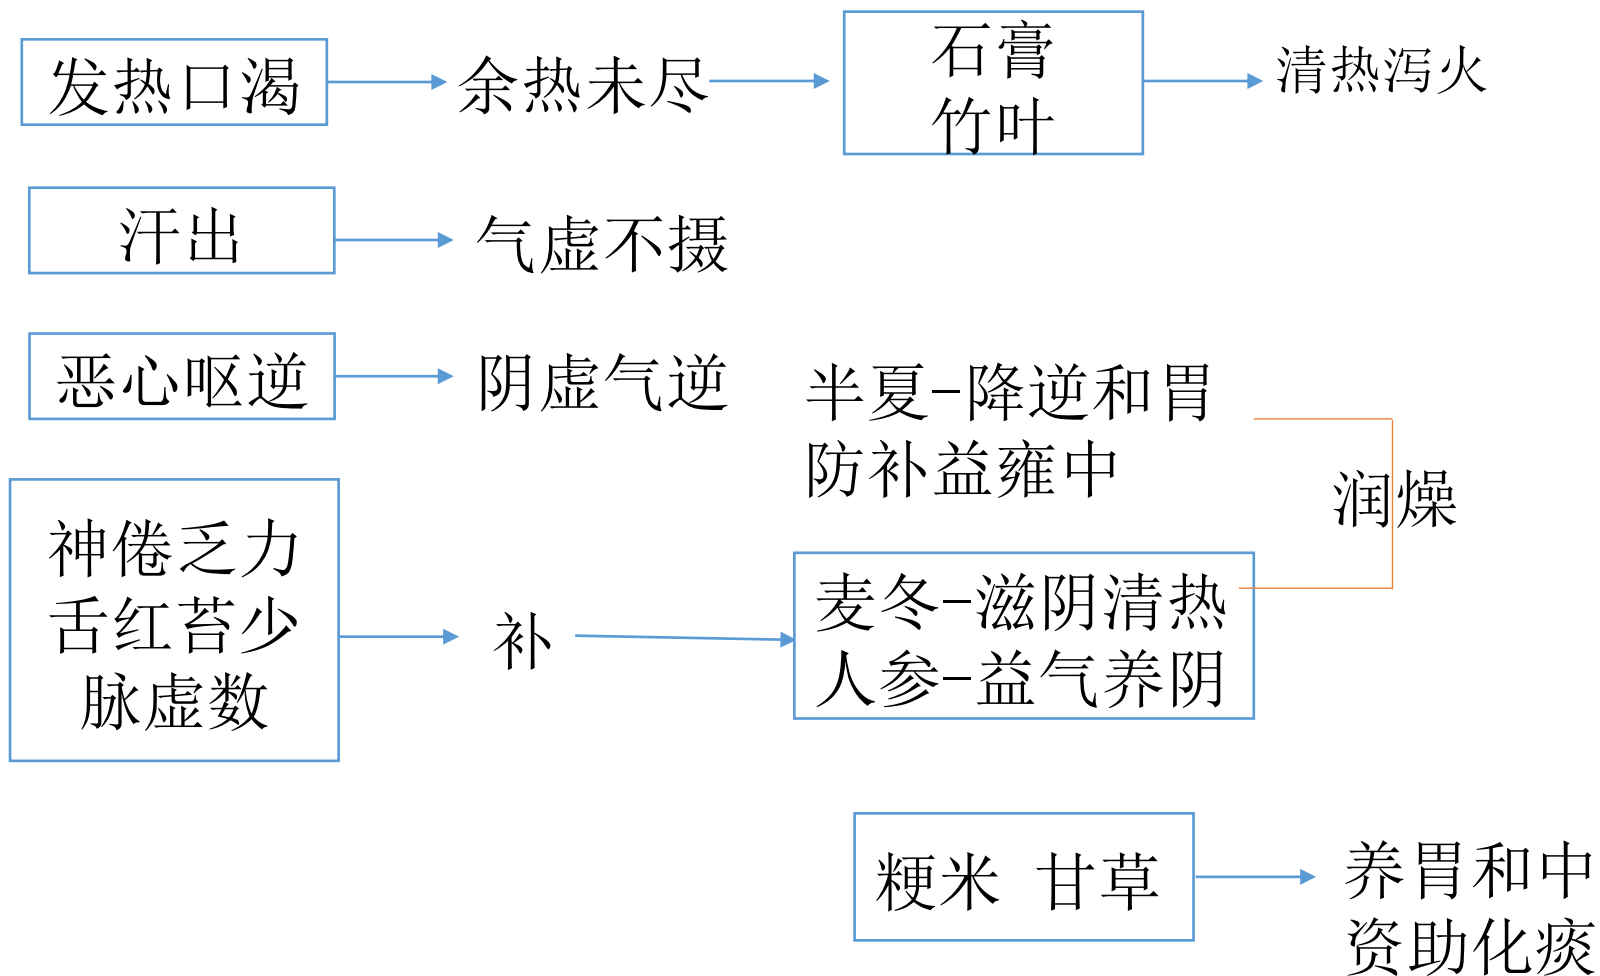 发热口渴
余热未尽
石膏
竹叶
清热泻火
汗出
气虚不摄
恶心呕逆
阴虚气逆
半夏-降逆和胃
防补益雍中
润燥
神倦乏力
舌红苔少
脉虚数
补
麦冬-滋阴清热
人参-益气养阴
粳米 甘草
养胃和中
资助化痰